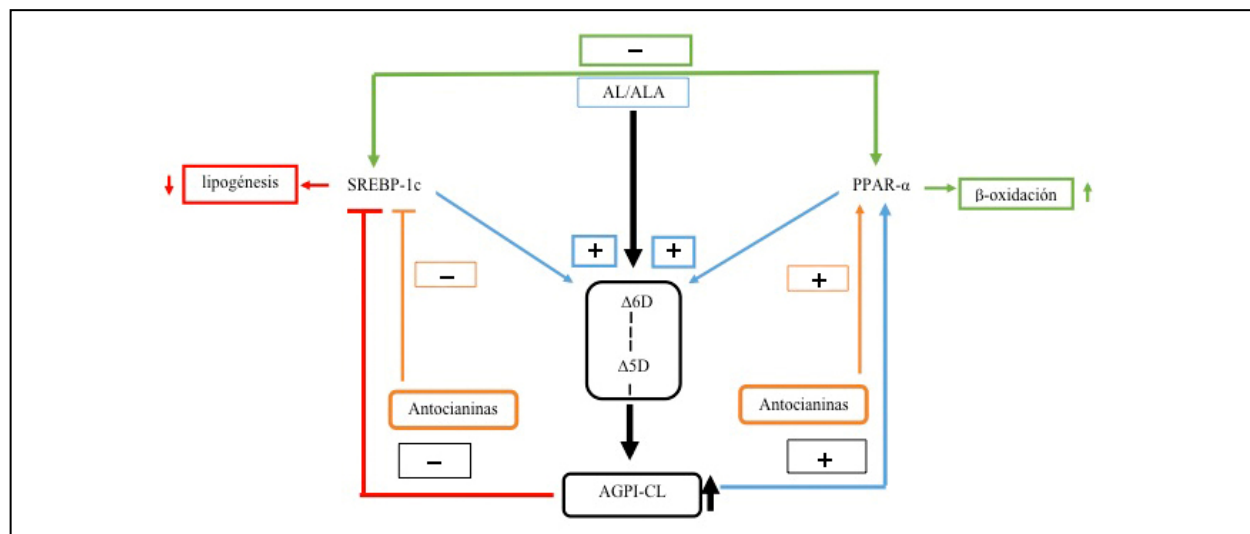 −
AL/ALA
↓ lipogénesis
SREBP-1c
PPAR-α
β-oxidación ↑
+
+
−
+
Δ6D
Δ5D
Antocianinas
Antocianinas
−
+
AGPI-CL